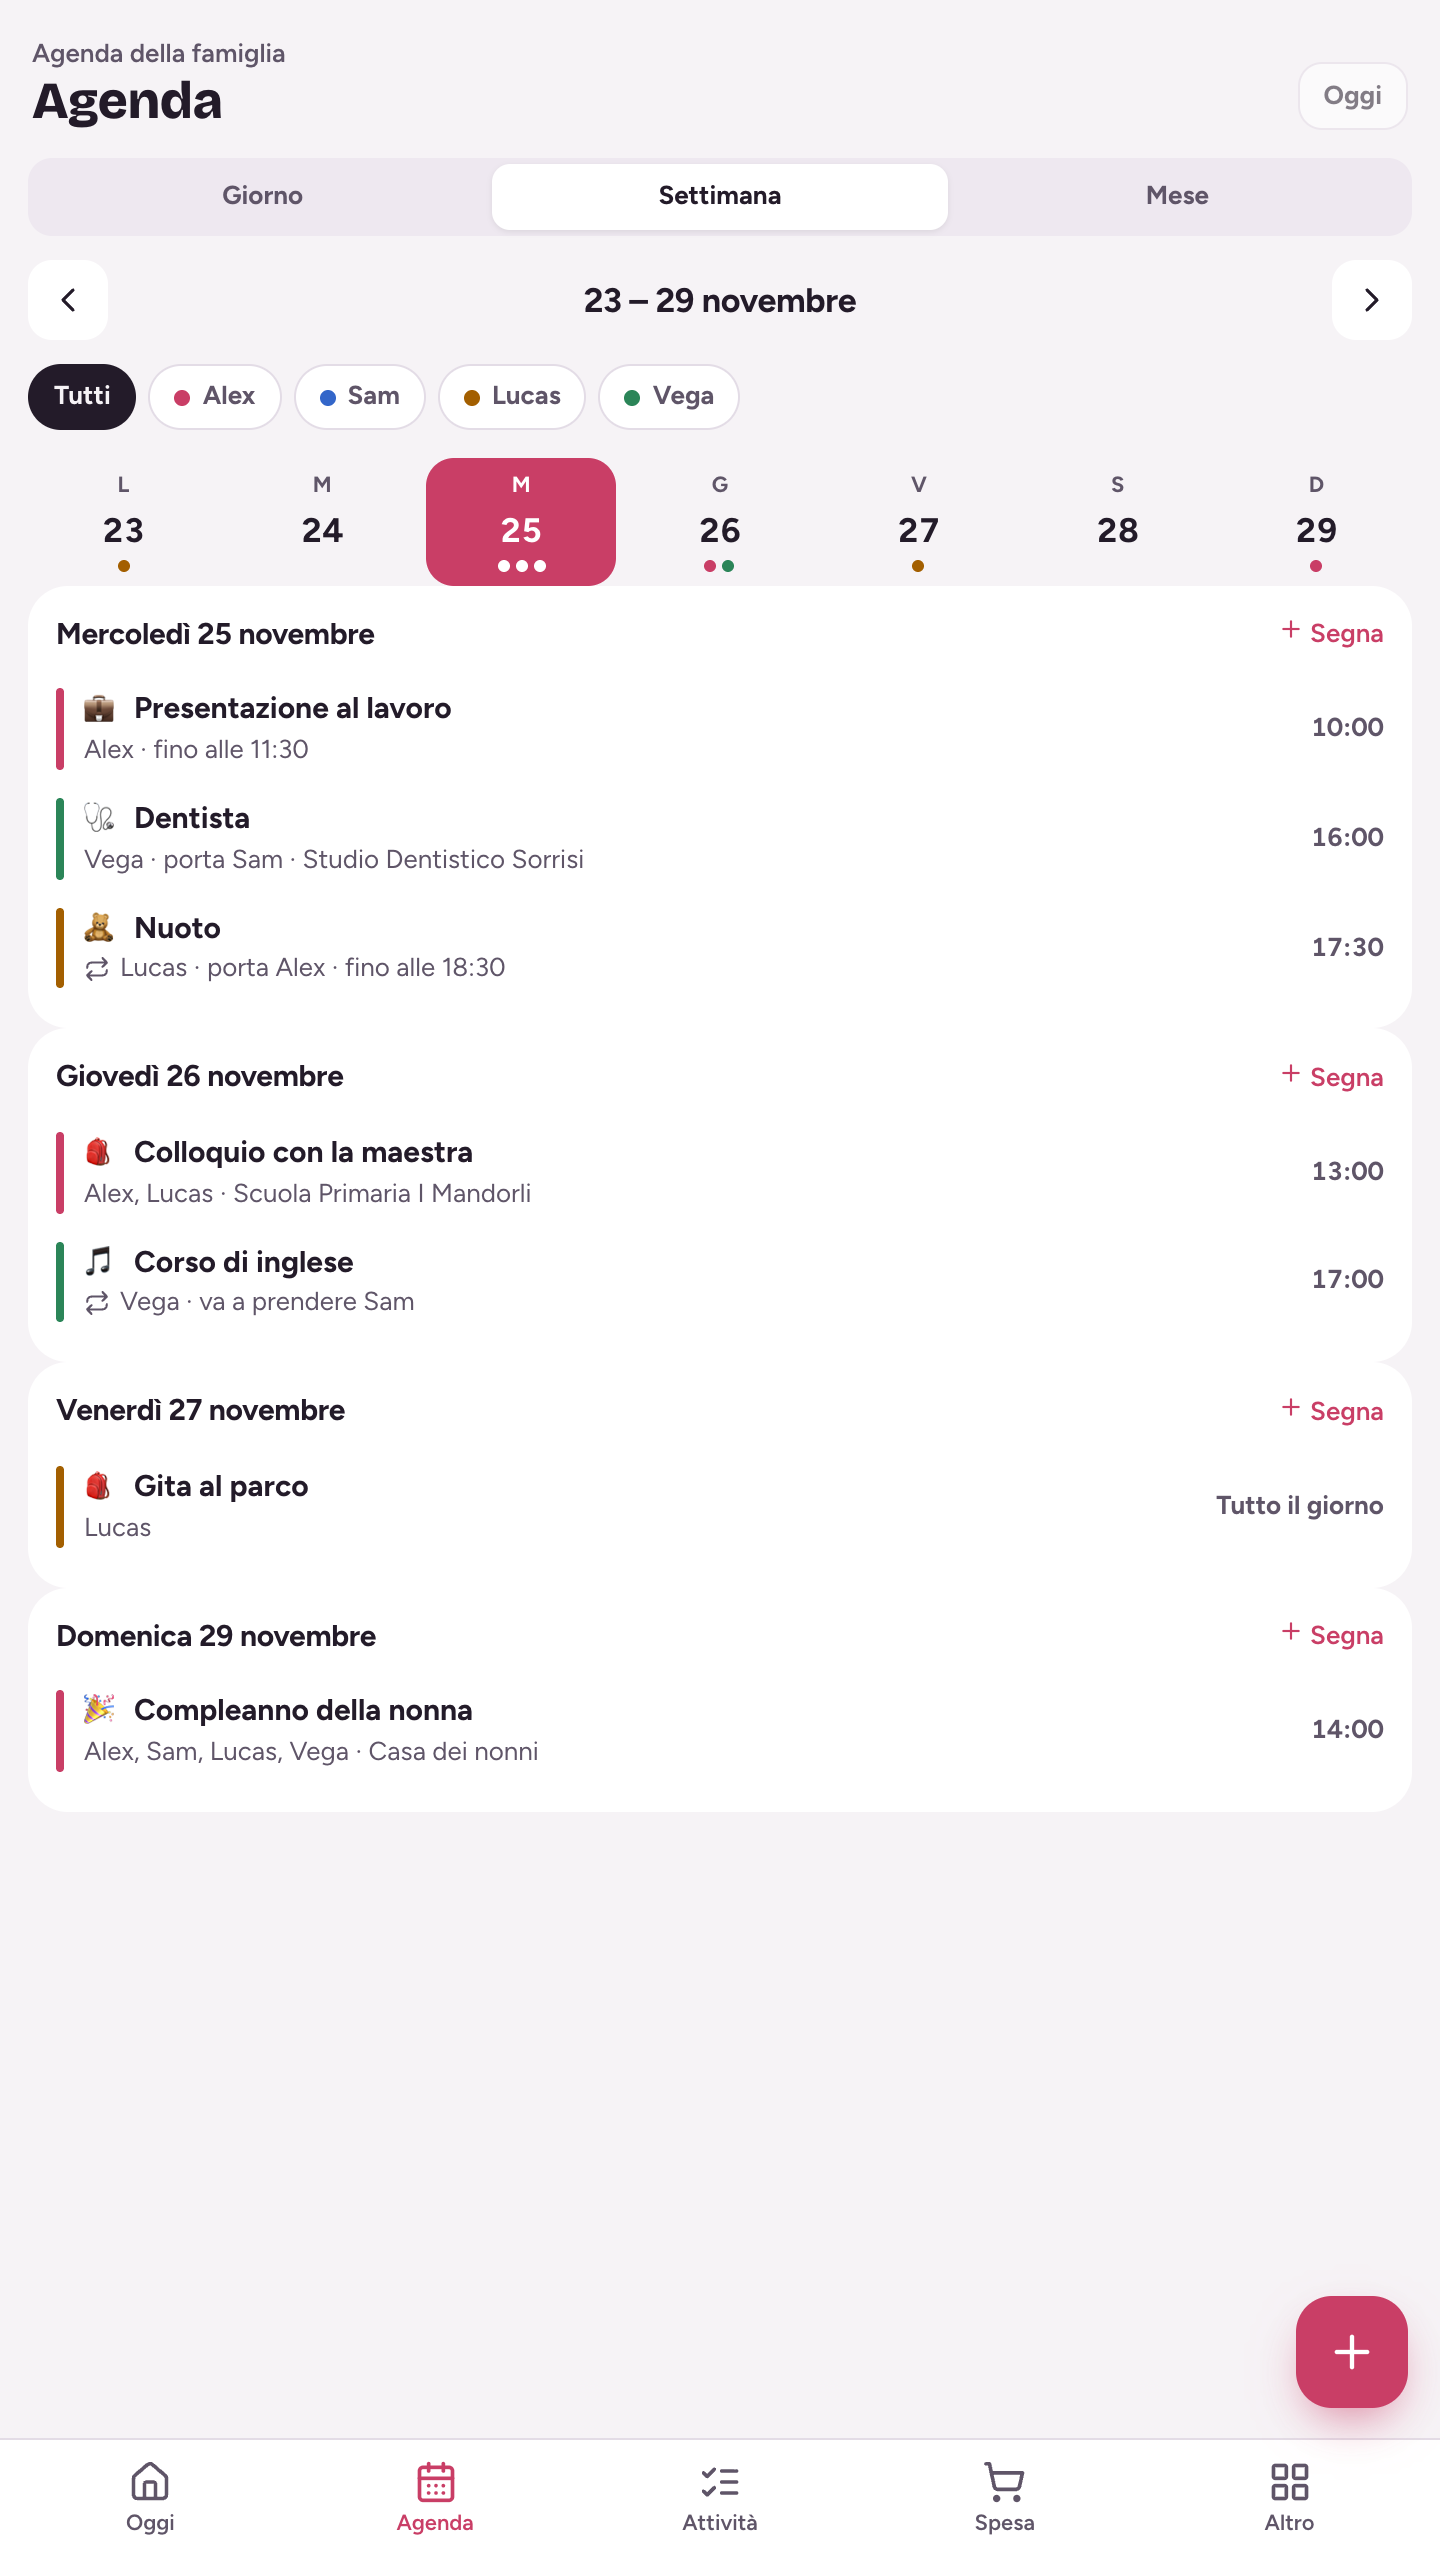 Agenda della famiglia
Agenda
Oggi
Giorno
Settimana
Mese
23 – 29 novembre
Tutti
Alex
Sam
Lucas
Vega
L M M G V S D
23 24 25 26 27 28 29
Mercoledì 25 novembre
+ Segna
Presentazione al lavoro
Alex · fino alle 11:30
10:00
Dentista
Vega · porta Sam · Studio Dentistico Sorrisi
16:00
Nuoto
Lucas · porta Alex · fino alle 18:30
17:30
Giovedì 26 novembre
+ Segna
Colloquio con la maestra
Alex, Lucas · Scuola Primaria I Mandorli
13:00
Corso di inglese
Vega · va a prendere Sam
17:00
Venerdì 27 novembre
+ Segna
Gita al parco
Lucas
Tutto il giorno
Domenica 29 novembre
+ Segna
Compleanno della nonna
Alex, Sam, Lucas, Vega · Casa dei nonni
14:00
Oggi
Agenda
Attività
Spesa
Altro